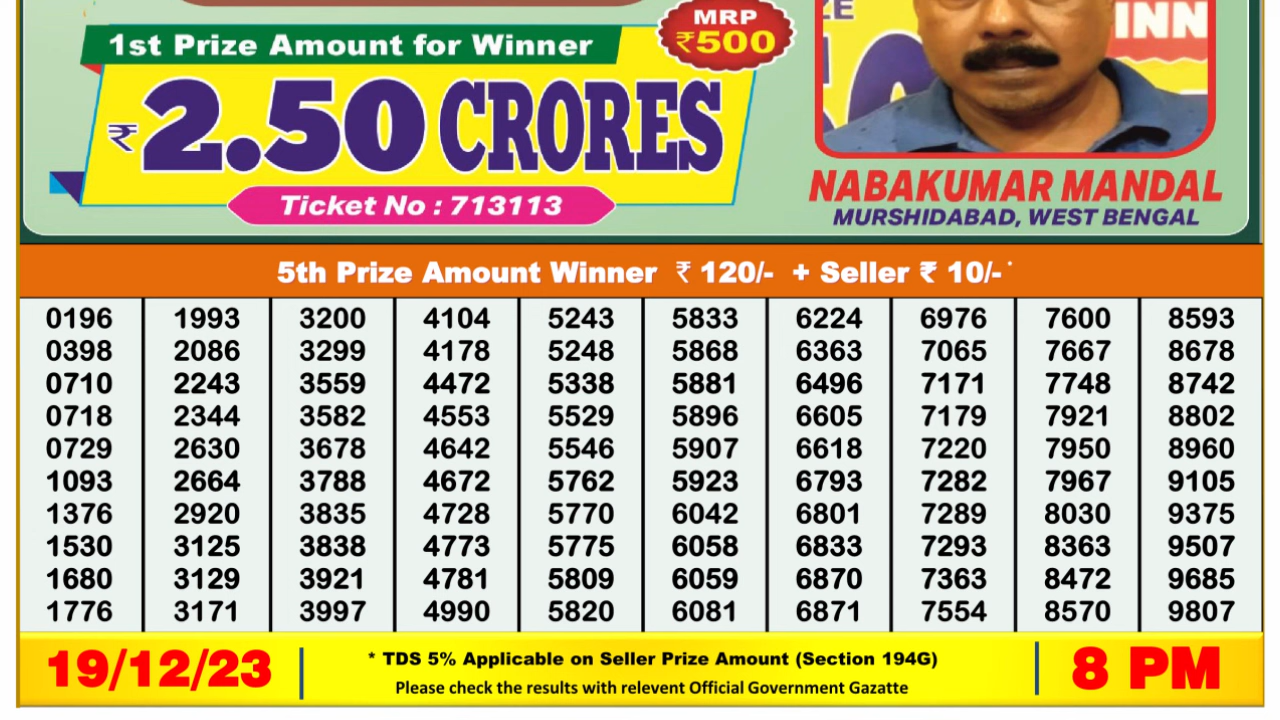 MRP
₹500
ZE
INN
1st Prize Amount for Winner
₹ 2.50 CRORES
Ticket No : 713113
NABAKUMAR MANDAL
MURSHIDABAD, WEST BENGAL
5th Prize Amount Winner ₹ 120/- + Seller ₹ 10/- *
0196 1993 3200 4104 5243 5833 6224 6976 7600 8593
0398 2086 3299 4178 5248 5868 6363 7065 7667 8678
0710 2243 3559 4472 5338 5881 6496 7171 7748 8742
0718 2344 3582 4553 5529 5896 6605 7179 7921 8802
0729 2630 3678 4642 5546 5907 6618 7220 7950 8960
1093 2664 3788 4672 5762 5923 6793 7282 7967 9105
1376 2920 3835 4728 5770 6042 6801 7289 8030 9375
1530 3125 3838 4773 5775 6058 6833 7293 8363 9507
1680 3129 3921 4781 5809 6059 6870 7363 8472 9685
1776 3171 3997 4990 5820 6081 6871 7554 8570 9807
19/12/23
* TDS 5% Applicable on Seller Prize Amount (Section 194G)
Please check the results with relevent Official Government Gazatte
8 PM